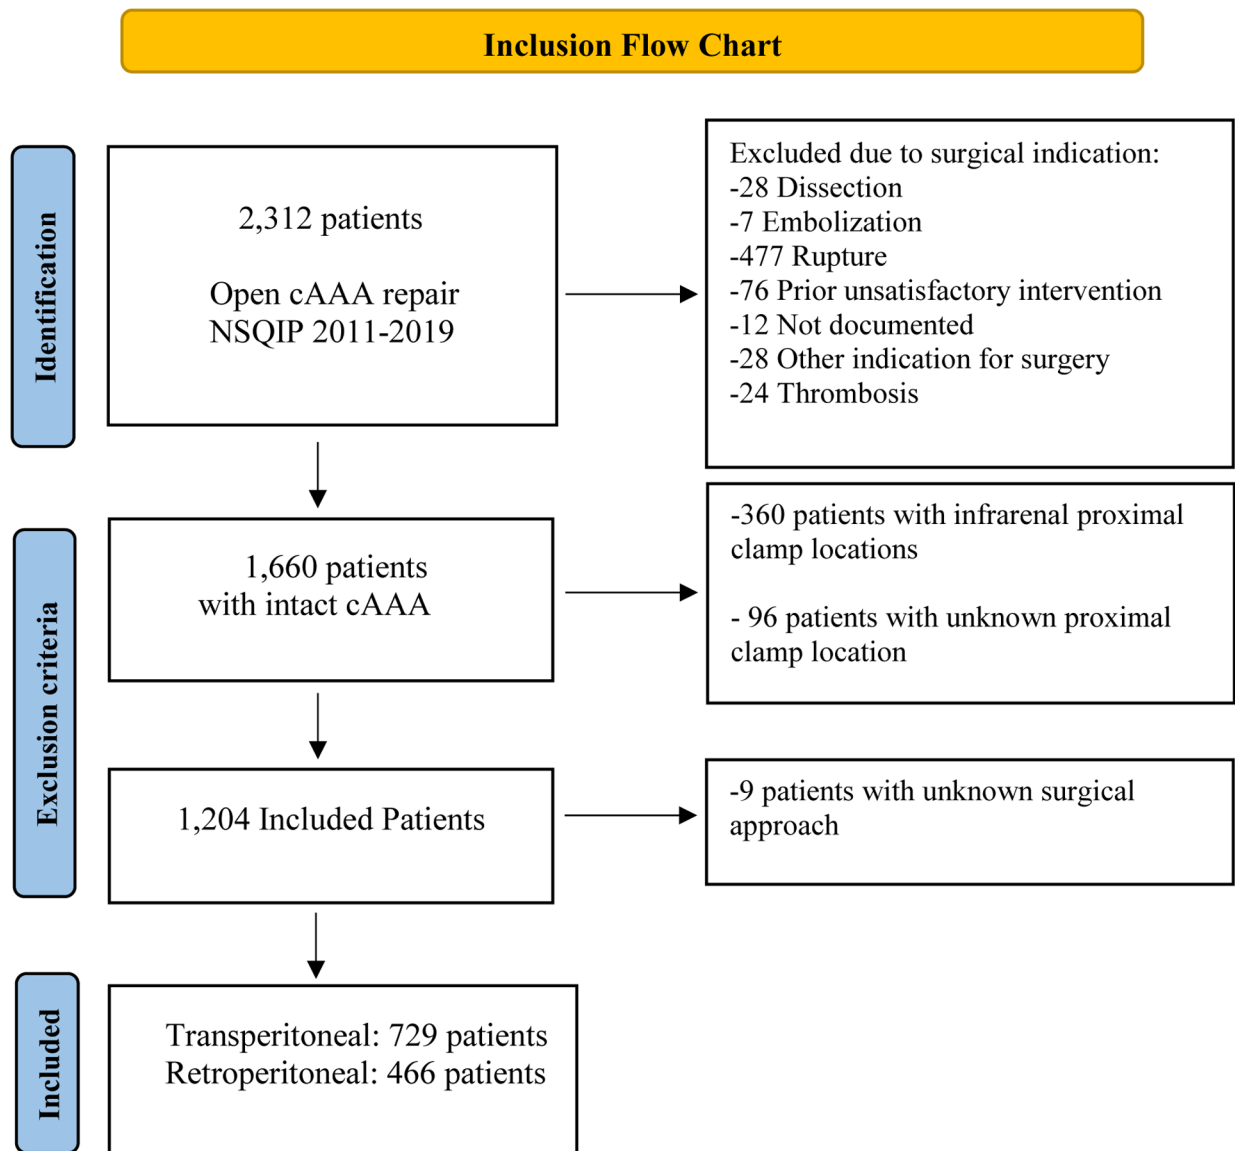 Inclusion Flow Chart
Identification
2,312 patients
Open cAAA repair
NSQIP 2011-2019
Excluded due to surgical indication:
-28 Dissection
-7 Embolization
-477 Rupture
-76 Prior unsatisfactory intervention
-12 Not documented
-28 Other indication for surgery
-24 Thrombosis
Exclusion criteria
1,660 patients
with intact cAAA
-360 patients with infrarenal proximal
clamp locations
- 96 patients with unknown proximal
clamp location
1,204 Included Patients
-9 patients with unknown surgical
approach
Included
Transperitoneal: 729 patients
Retroperitoneal: 466 patients